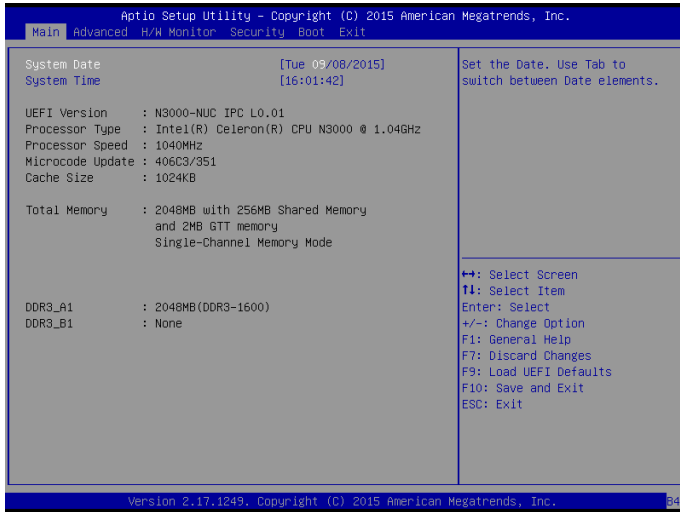 Aptio Setup Utility – Copyright (C) 2015 American Megatrends, Inc.
Main Advanced H/W Monitor Security Boot Exit
System Date [Tue 09/08/2015]
System Time [16:01:42]
UEFI Version : N3000-NUC IPC L0.01
Processor Type : Intel(R) Celeron(R) CPU N3000 @ 1.04GHz
Processor Speed : 1040MHz
Microcode Update : 406C3/351
Cache Size : 1024KB
Total Memory : 2048MB with 256MB Shared Memory
and 2MB GTT memory
Single-Channel Memory Mode
DDR3_A1 : 2048MB(DDR3-1600)
DDR3_B1 : None
Set the Date. Use Tab to
switch between Date elements.
↔: Select Screen
↑↓: Select Item
Enter: Select
+/-: Change Option
F1: General Help
F7: Discard Changes
F9: Load UEFI Defaults
F10: Save and Exit
ESC: Exit
Version 2.17.1249. Copyright (C) 2015 American Megatrends, Inc.
B4